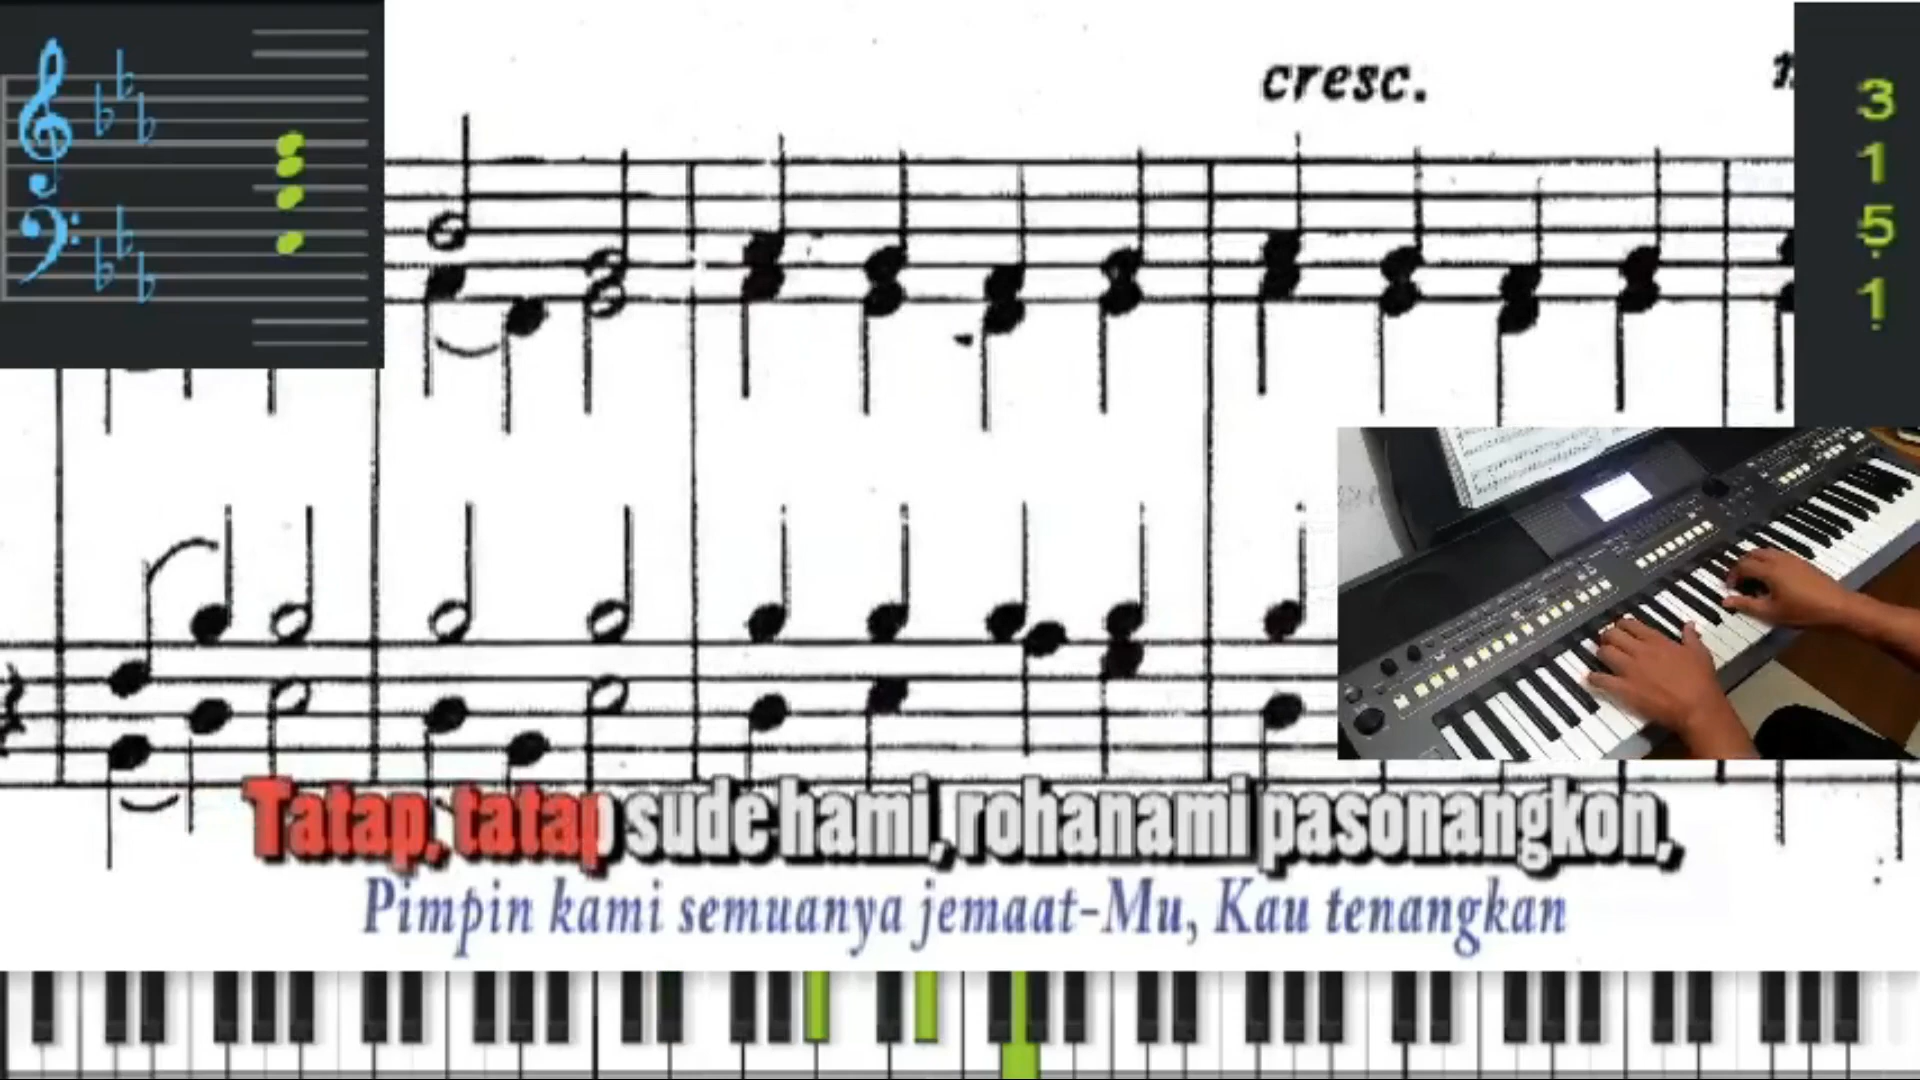 cresc.
3
1
5
1
Tatap, tatap sude hami, rohanami pasonangkon,
Pimpin kami semuanya jemaat-Mu, Kau tenangkan